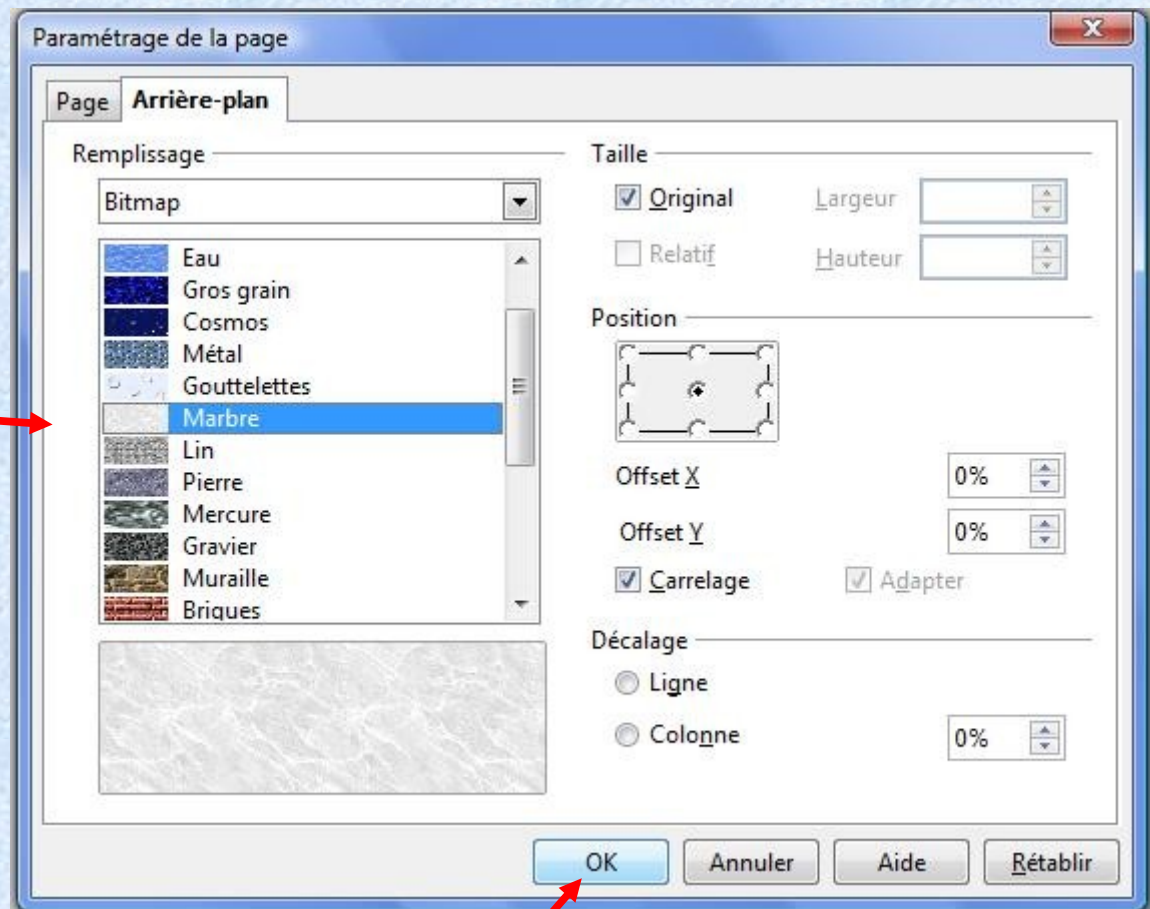 Paramétrage de la page
Page Arrière-plan
Remplissage
Bitmap
Eau
Gros grain
Cosmos
Métal
Gouttelettes
Marbre
Lin
Pierre
Mercure
Gravier
Muraille
Briques
Taille
Original Largeur
Relatif Hauteur
Position
Offset X 0%
Offset Y 0%
Carrelage Adapter
Décalage
Ligne
Colonne 0%
OK Annuler Aide Rétablir